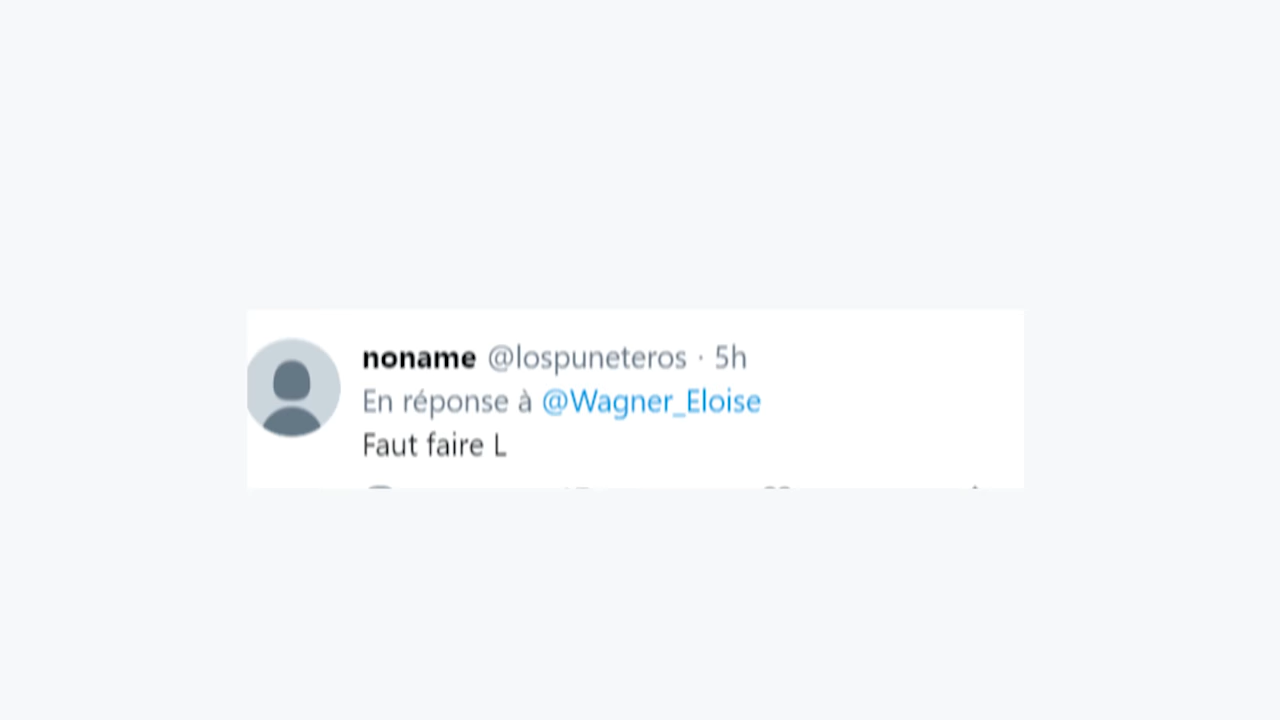 noname @lospuneteros · 5h
En réponse à @Wagner_Eloise
Faut faire L